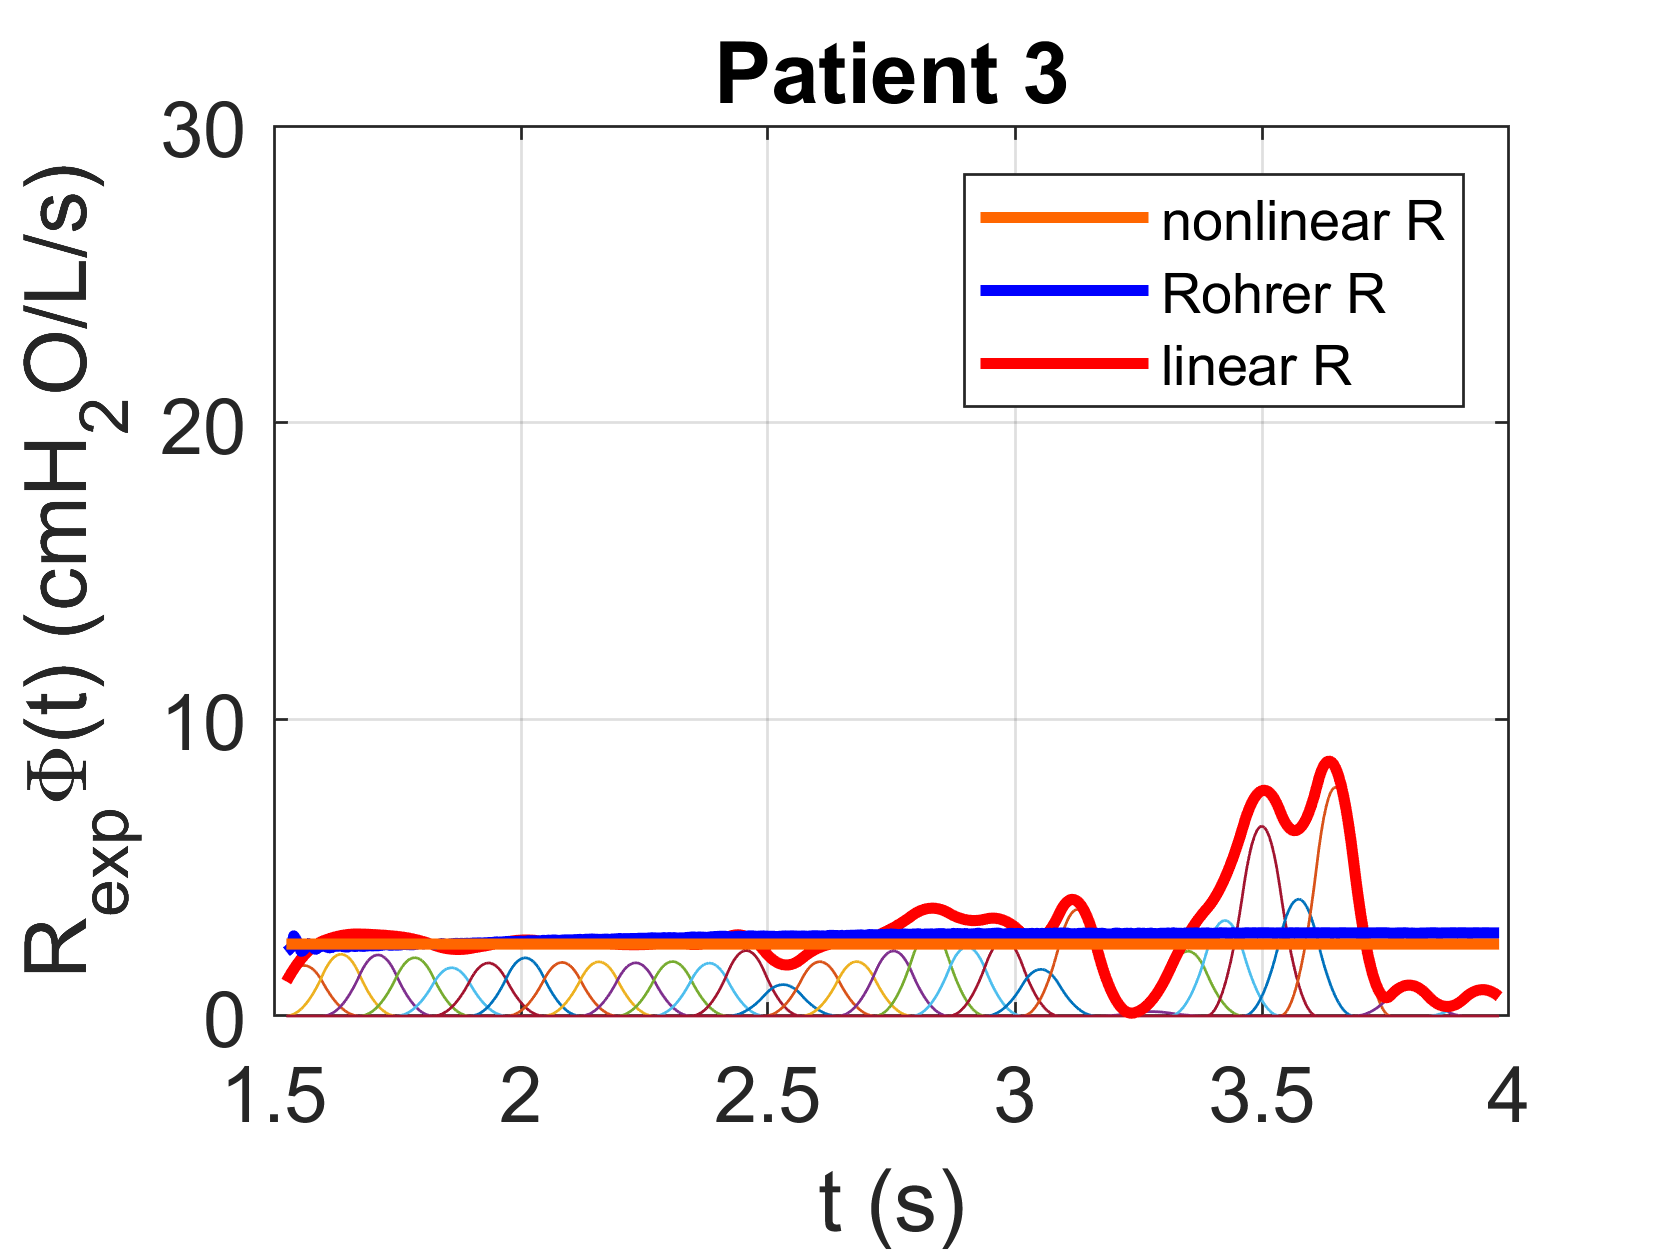 Patient 3
R_expΦ(t) (cmH_2O/L/s)
30
20
10
0
nonlinear R
Rohrer R
linear R
1.5 2 2.5 3 3.5 4
t (s)